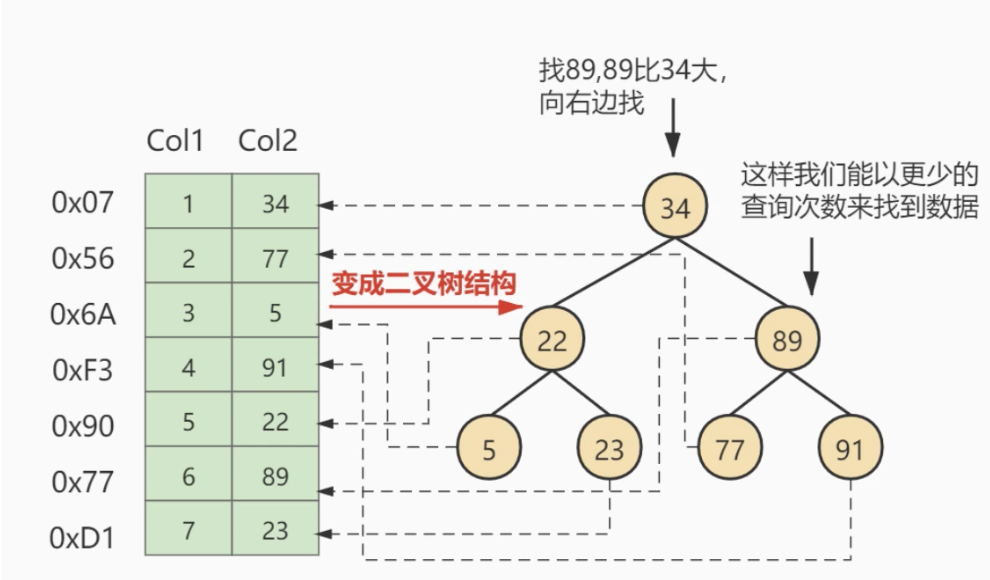 找89,89比34大，
向右边找
Col1 Col2
这样我们能以更少的
查询次数来找到数据
0x07 1 34
34
0x56 2 77
变成二叉树结构
0x6A 3 5
22 89
0xF3 4 91
0x90 5 22
5 23 77 91
0x77 6 89
0xD1 7 23